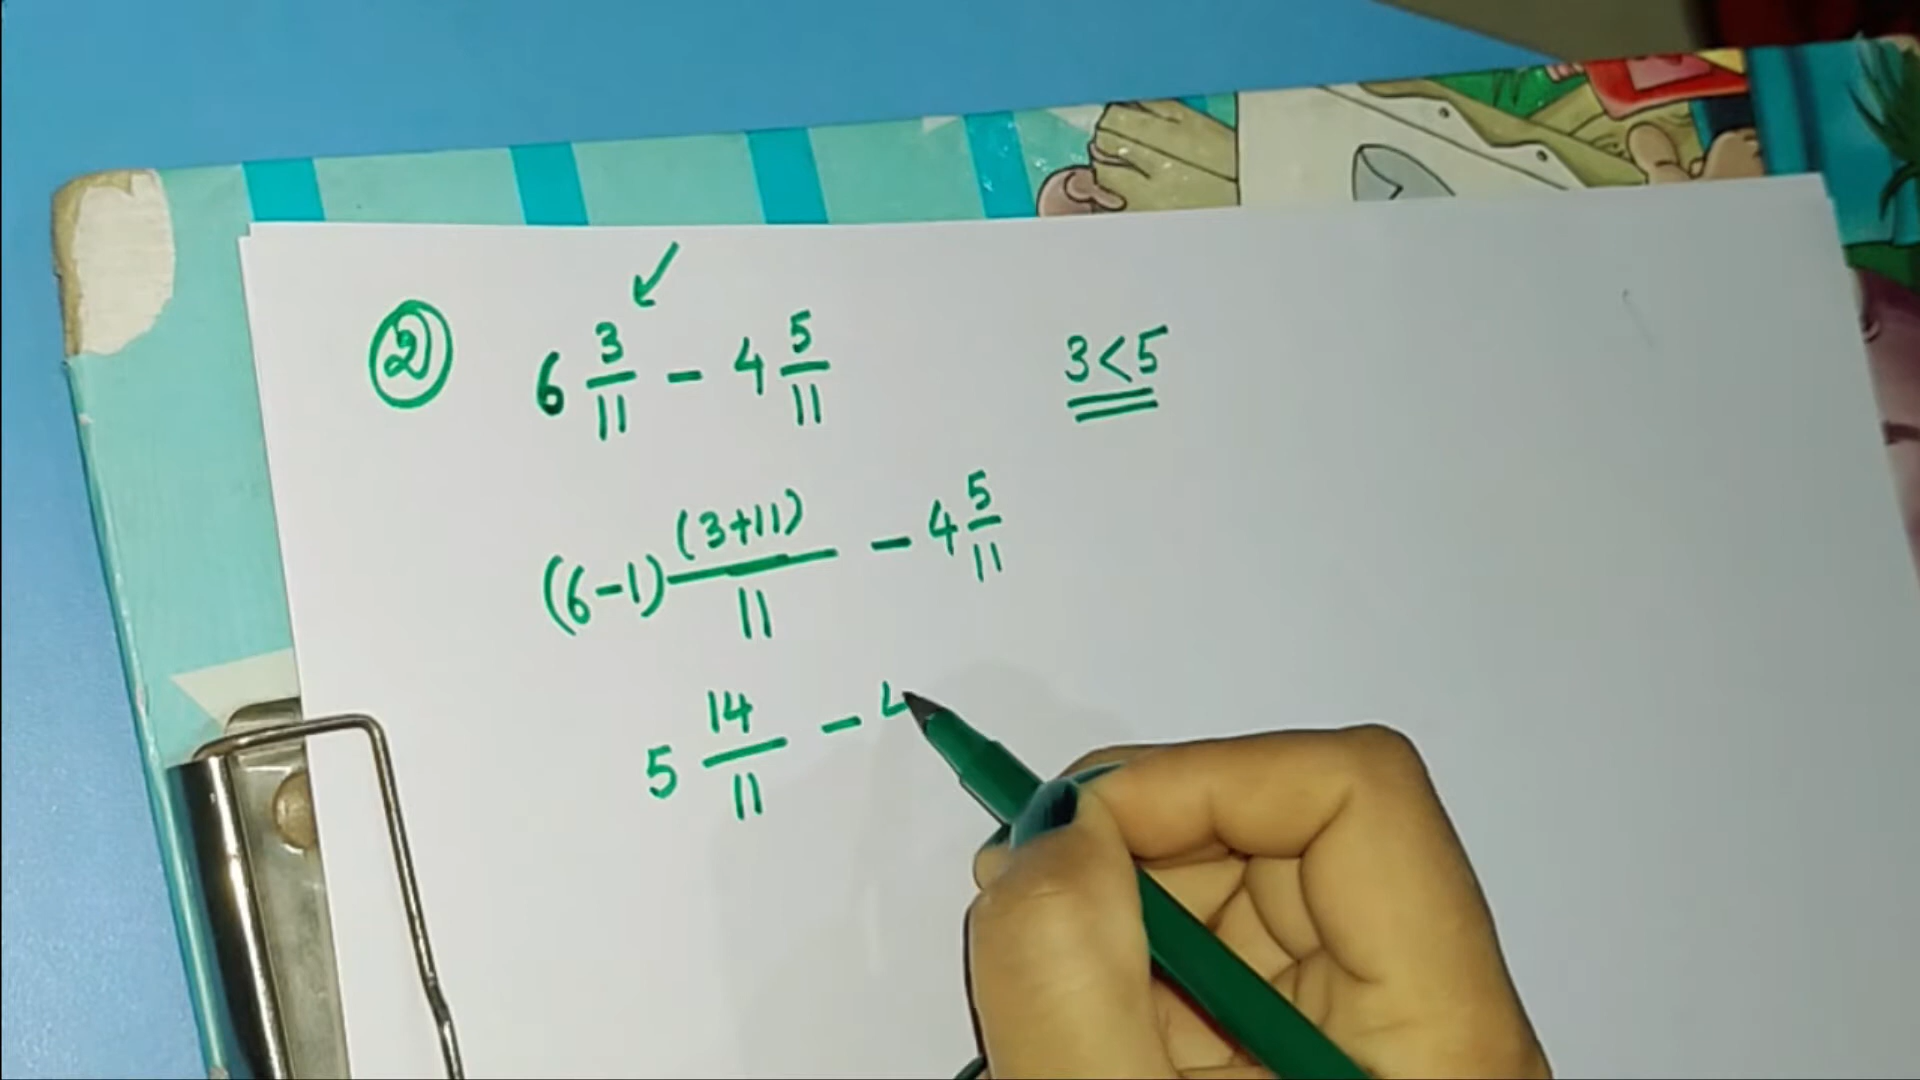 ② 6 3/11 - 4 5/11 3<5
(6-1) (3+11)/11 - 4 5/11
5 14/11 - 4